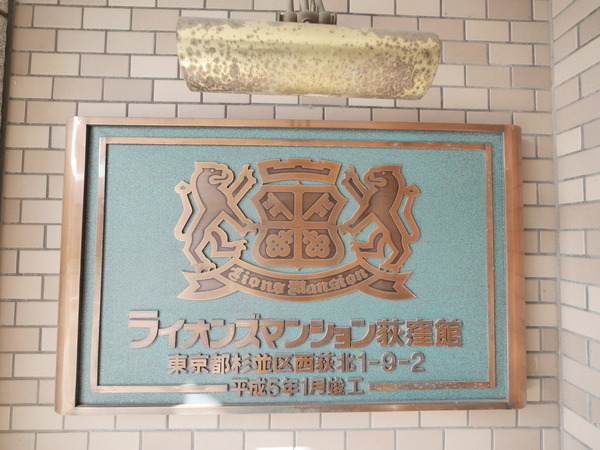 Lions Mansion
ライオンズマンション荻窪館
東京都杉並区西荻北1-9-2
平成5年1月竣工